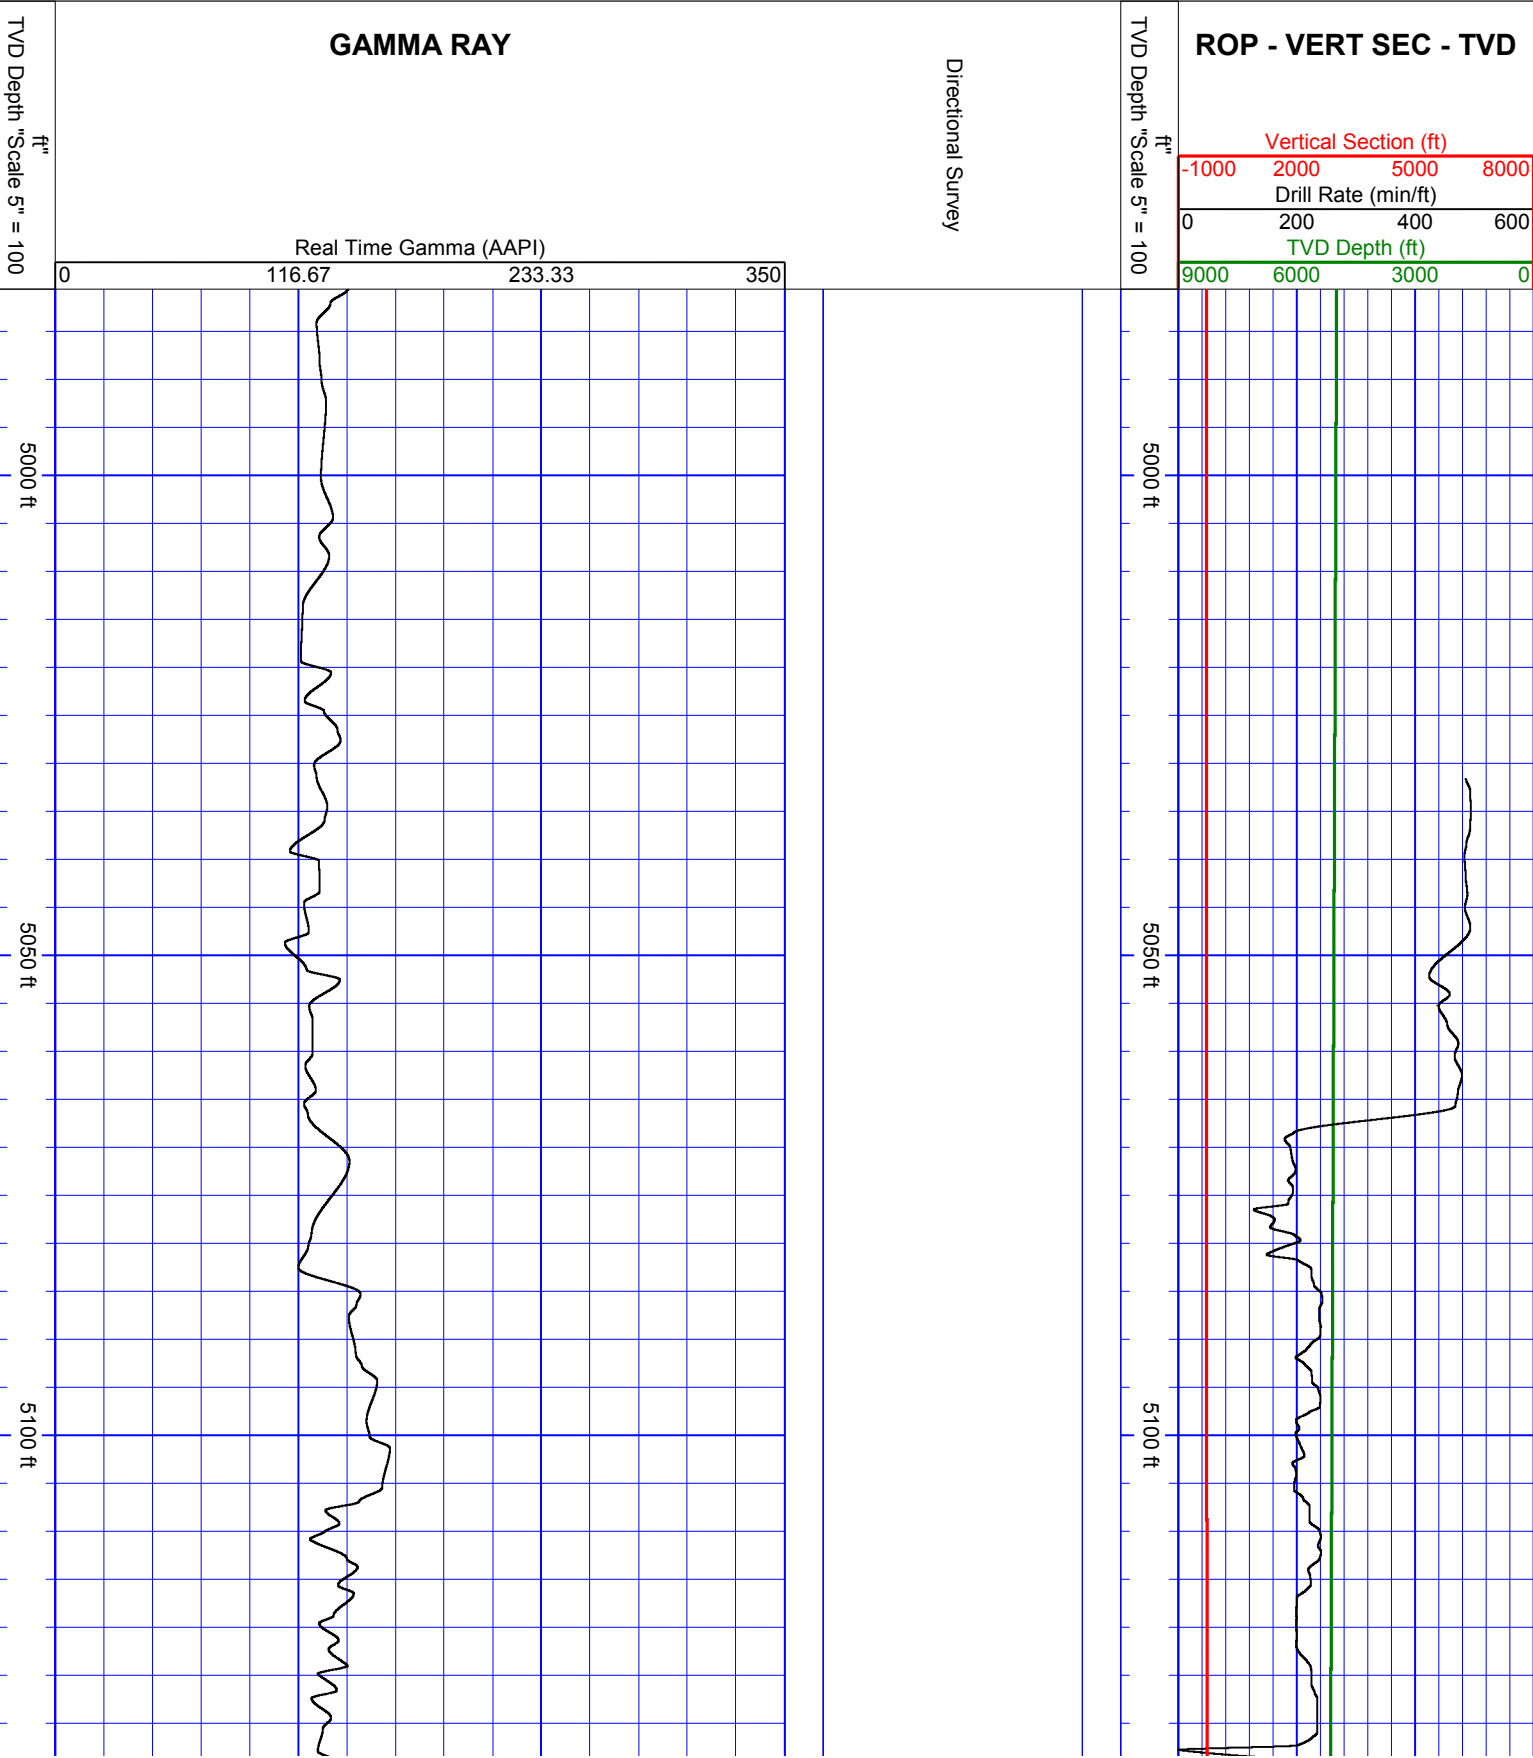 TVD Depth "Scale 5" = 100
ft"
GAMMA RAY
Real Time Gamma (AAPI)
0 116.67 233.33 350
Directional Survey
TVD Depth "Scale 5" = 100
ft"
ROP - VERT SEC - TVD
Vertical Section (ft)
-1000 2000 5000 8000
Drill Rate (min/ft)
0 200 400 600
TVD Depth (ft)
9000 6000 3000 0
5000 ft 5000 ft
5050 ft 5050 ft
5100 ft 5100 ft